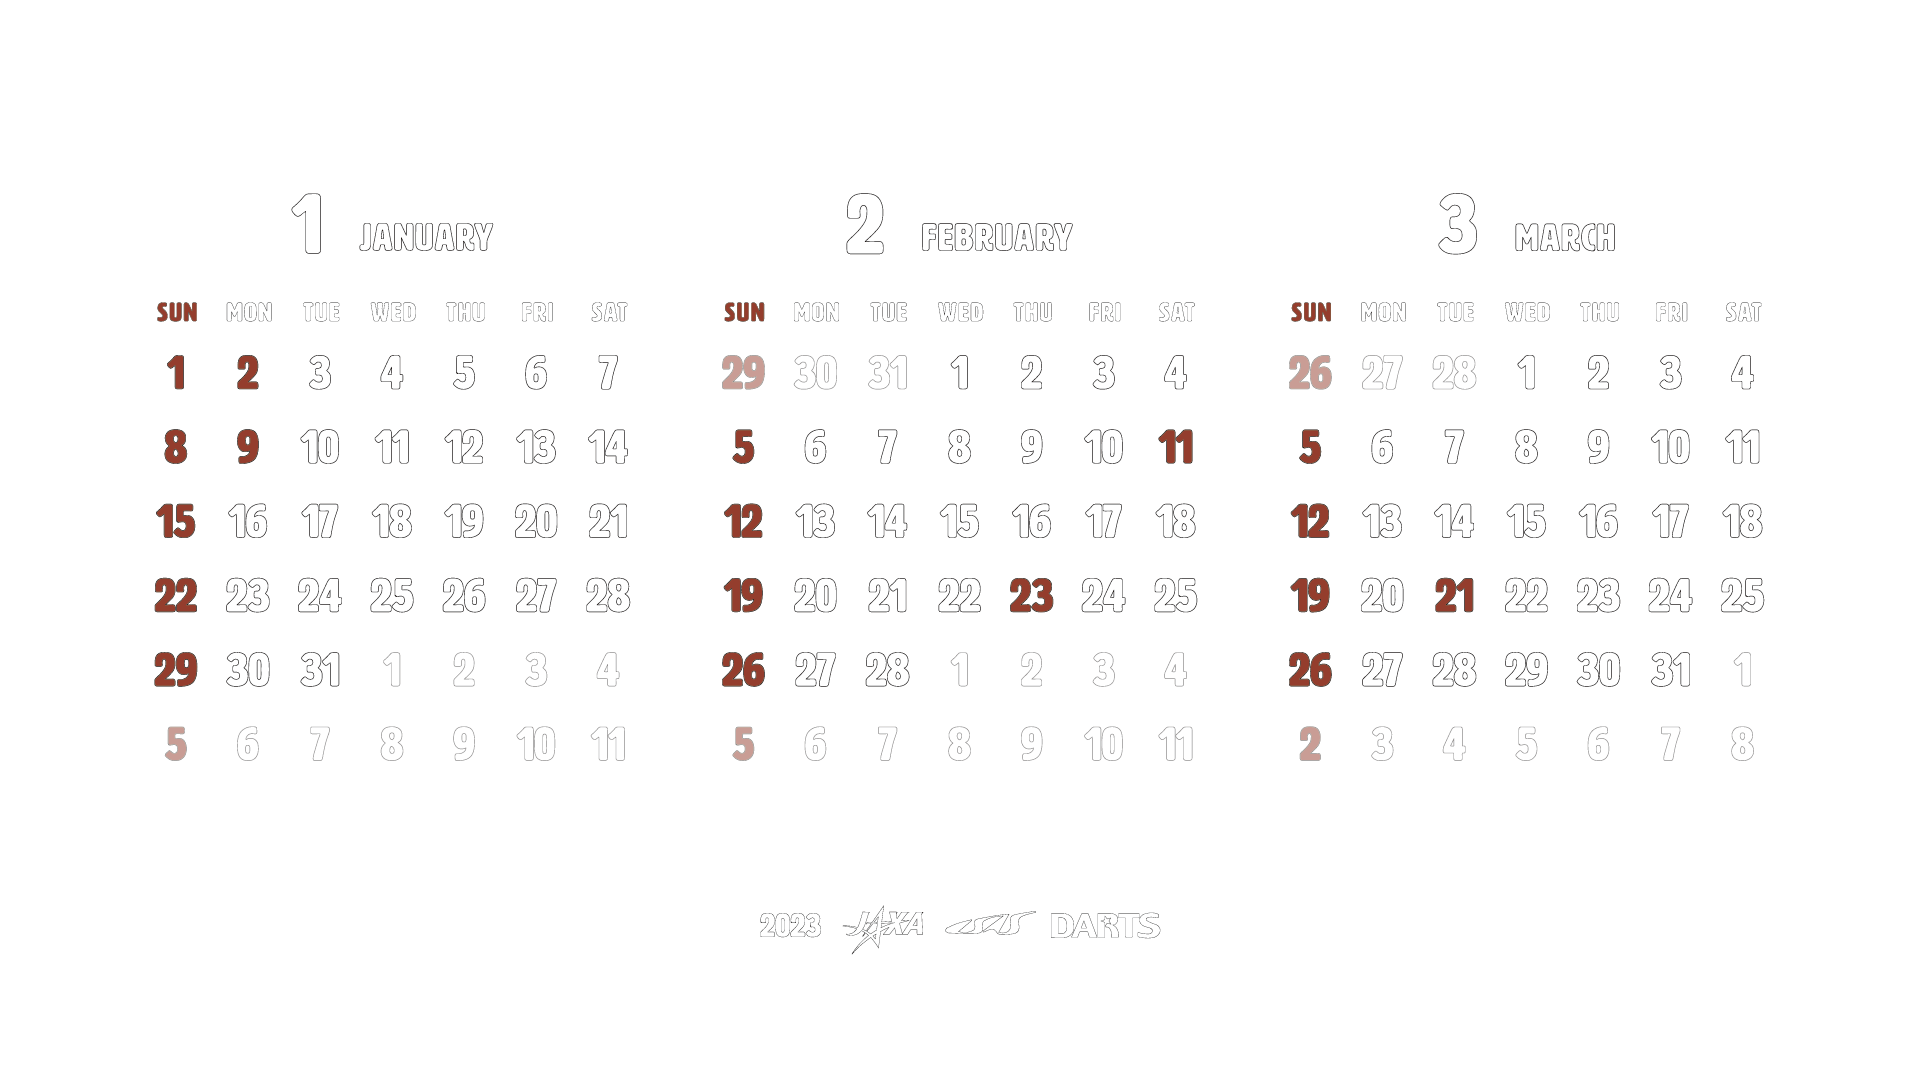 1 JANUARY
SUN MON TUE WED THU FRI SAT
1 2 3 4 5 6 7
8 9 10 11 12 13 14
15 16 17 18 19 20 21
22 23 24 25 26 27 28
29 30 31 1 2 3 4
5 6 7 8 9 10 11
2 FEBRUARY
SUN MON TUE WED THU FRI SAT
29 30 31 1 2 3 4
5 6 7 8 9 10 11
12 13 14 15 16 17 18
19 20 21 22 23 24 25
26 27 28 1 2 3 4
5 6 7 8 9 10 11
3 MARCH
SUN MON TUE WED THU FRI SAT
26 27 28 1 2 3 4
5 6 7 8 9 10 11
12 13 14 15 16 17 18
19 20 21 22 23 24 25
26 27 28 29 30 31 1
2 3 4 5 6 7 8
2023 JAXA ISAS DARTS